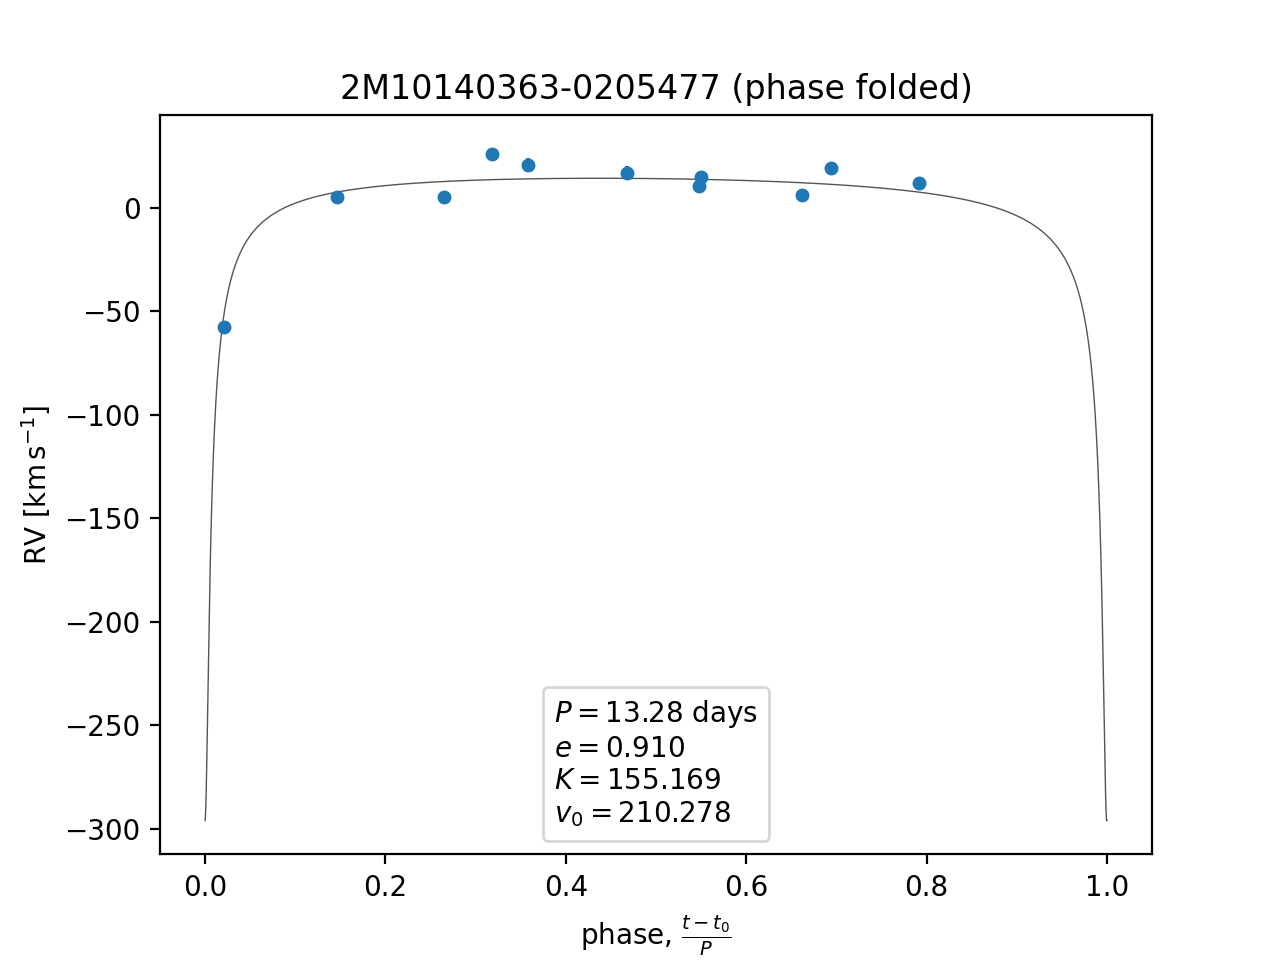 2M10140363-0205477 (phase folded)
RV [km s⁻¹]
0
−50
−100
−150
−200
−250
−300
P = 13.28 days
e = 0.910
K = 155.169
v₀ = 210.278
0.0 0.2 0.4 0.6 0.8 1.0
phase, (t − t₀)/P